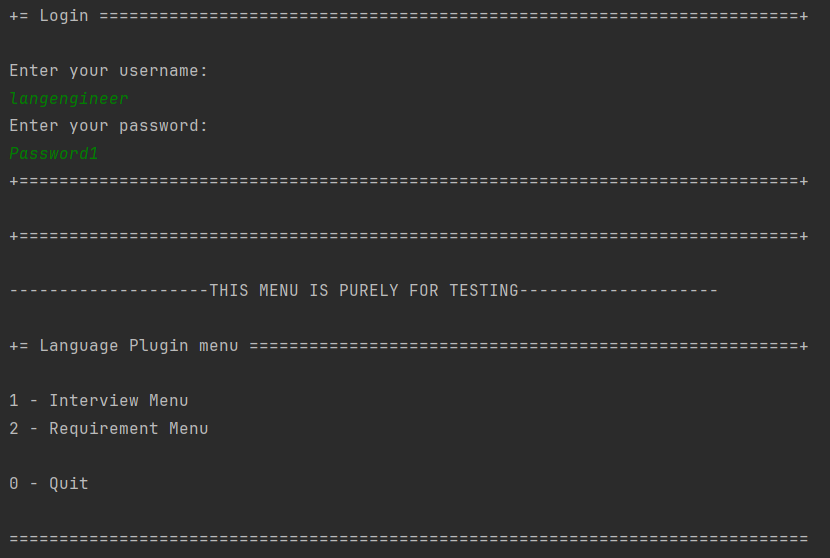 += Login ======================================================================+
Enter your username:
langengineer
Enter your password:
Password1
+==============================================================================+
+==============================================================================+
--------------------THIS MENU IS PURELY FOR TESTING--------------------
+= Language Plugin menu =======================================================+
1 - Interview Menu
2 - Requirement Menu
0 - Quit
================================================================================